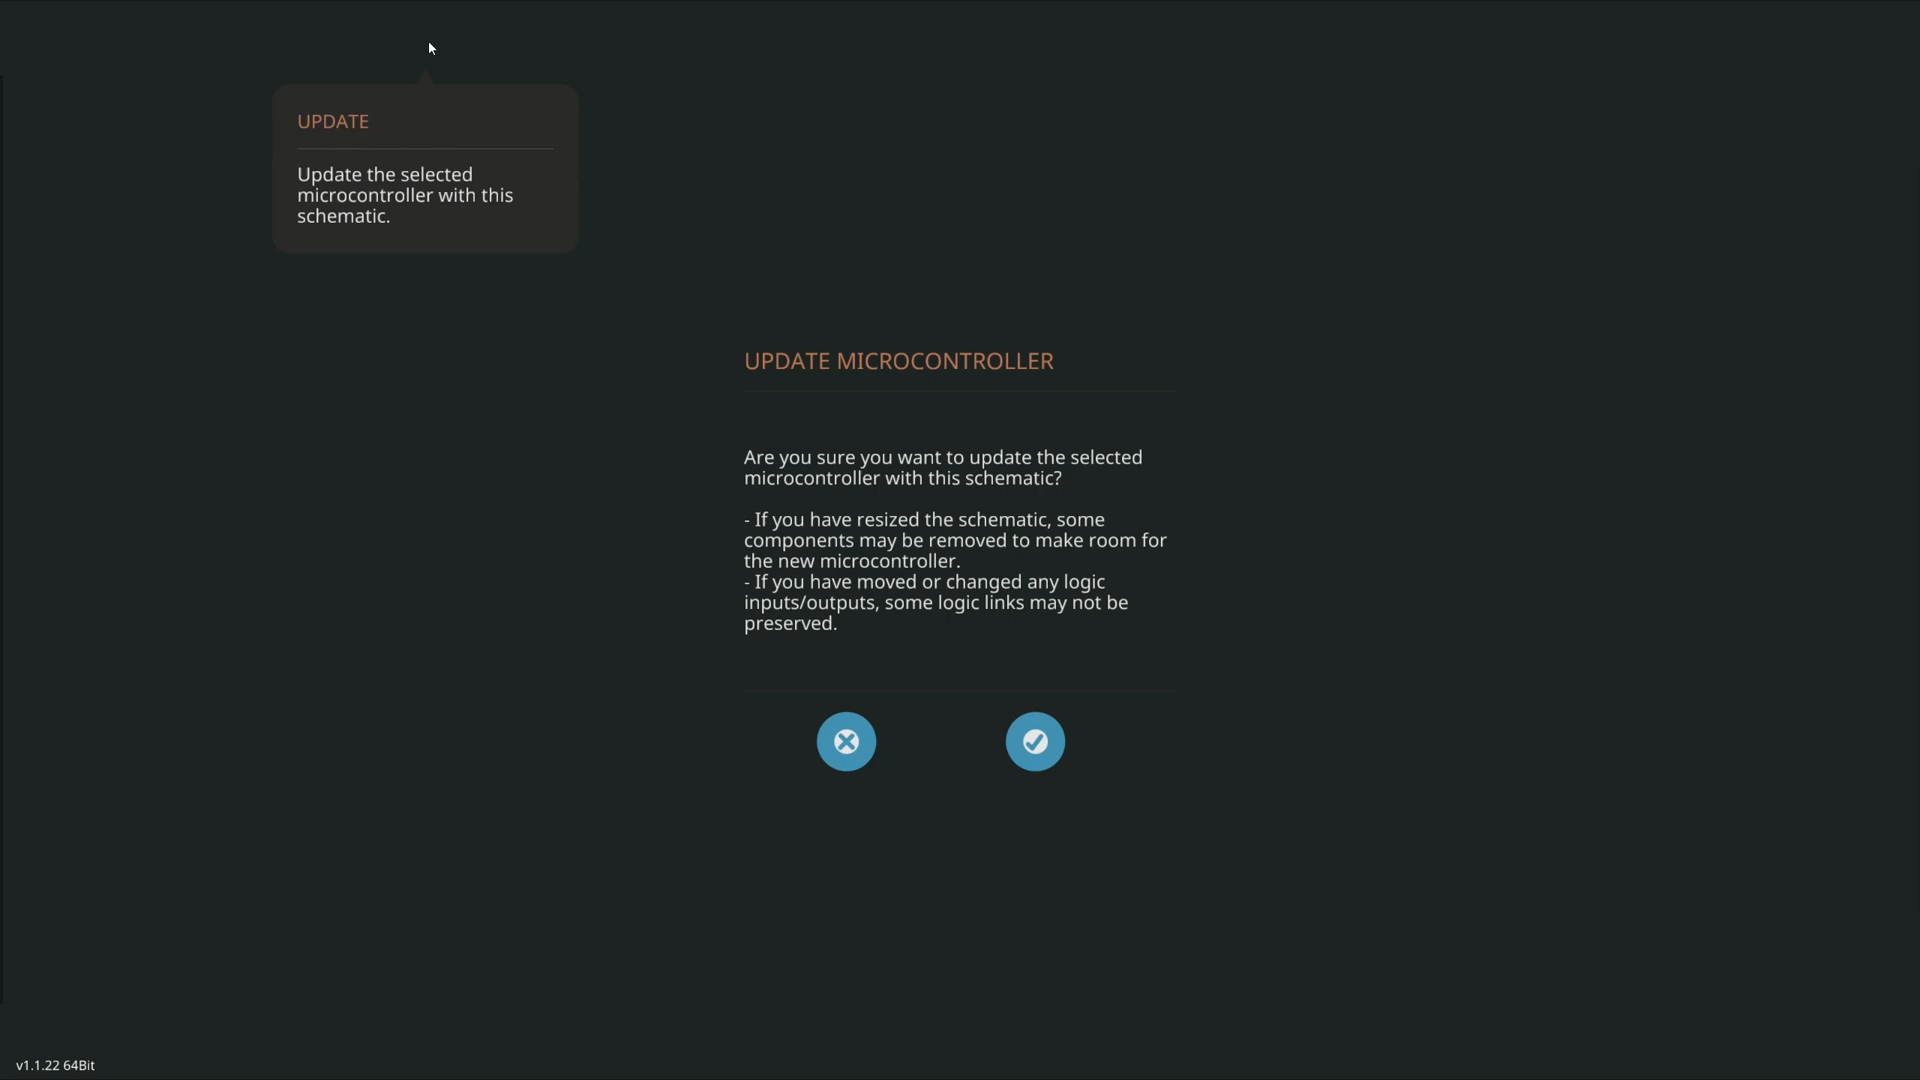 UPDATE
Update the selected
microcontroller with this
schematic.
UPDATE MICROCONTROLLER
Are you sure you want to update the selected
microcontroller with this schematic?
- If you have resized the schematic, some
components may be removed to make room for
the new microcontroller.
- If you have moved or changed any logic
inputs/outputs, some logic links may not be
preserved.
v1.1.22 64Bit